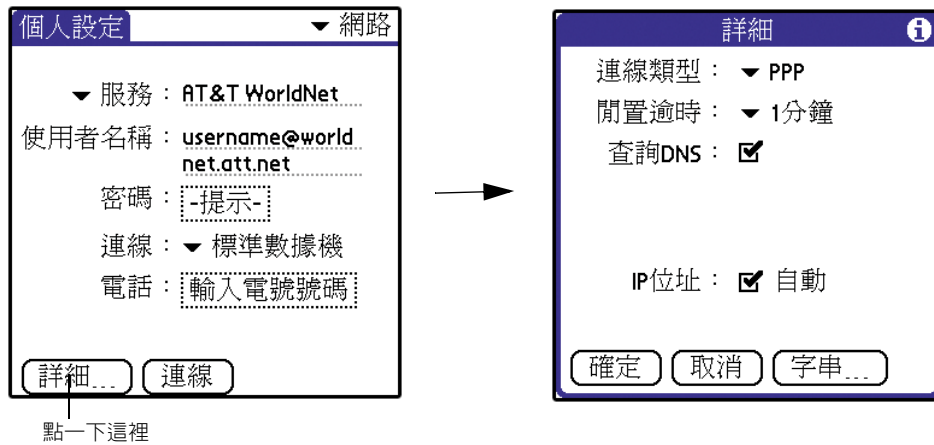 個人設定
網路
服務：AT&T WorldNet
使用者名稱：username@world
net.att.net
密碼：-提示-
連線：標準數據機
電話：輸入電號號碼
詳細... 連線
點一下這裡
詳細
連線類型：PPP
閒置逾時：1分鐘
查詢DNS：
IP位址：自動
確定 取消 字串...